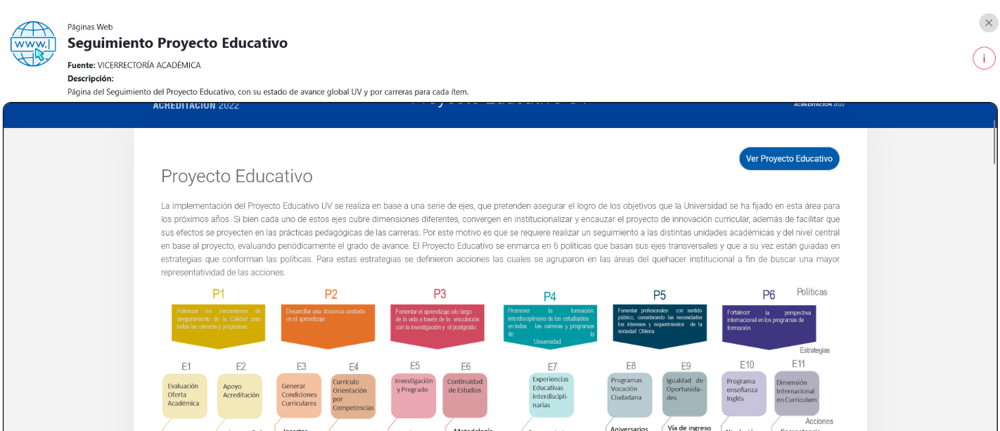 Páginas Web
www.
Seguimiento Proyecto Educativo
Fuente: VICERRECTORÍA ACADÉMICA
Descripción:
Página del Seguimiento del Proyecto Educativo, con su estado de avance global UV y por carreras para cada ítem.
i
ACREDITACIÓN 2022
Proyecto Educativo UV
ACREDITACIÓN 2022
Ver Proyecto Educativo
Proyecto Educativo
La implementación del Proyecto Educativo UV se realiza en base a una serie de ejes, que pretenden asegurar el logro de los objetivos que la Universidad se ha fijado en esta área para
los próximos años. Si bien cada uno de estos ejes cubre dimensiones diferentes, convergen en institucionalizar y encauzar el proyecto de innovación curricular, además de facilitar que
sus efectos se proyecten en las prácticas pedagógicas de las carreras. Por este motivo es que se requiere realizar un seguimiento a las distintas unidades académicas y del nivel central
en base al proyecto, evaluando periódicamente el grado de avance. El Proyecto Educativo se enmarca en 6 políticas que basan sus ejes transversales y que a su vez están guiadas en
estrategias que conforman las políticas. Para estas estrategias se definieron acciones las cuales se agruparon en las áreas del quehacer institucional a fin de buscar una mayor
representatividad de las acciones.
P1
Potenciar los mecanismos de
aseguramiento de la Calidad para
todas las carreras y programas
P2
Desarrollar una docencia centrada
en el aprendizaje
P3
Fomentar el aprendizaje a lo largo
de la vida a través de la vinculación
con la investigación y el postgrado
P4
Promover la formación
interdisciplinaria de los estudiantes
en todas las carreras y programas
de la
Universidad.
P5
Fomentar profesionales con sentido
público, considerando las necesidades
los intereses y requerimientos de la
sociedad Chilena
P6
Fortalecer la perspectiva
internacional en los programas de
formación.
Políticas
Estrategias
E1
Evaluación
Oferta
Académica
E2
Apoyo
Acreditación
E3
Generar
Condiciones
Curriculares
E4
Currículo
Orientación
por
Competencias
E5
Investigación
y Pregrado
E6
Continuidad
de Estudios
E7
Experiencias
Educativas
interdiscipli-
narias
E8
Programas
Vocación
Ciudadana
E9
Igualdad de
Oportunida-
des
E10
Programa
enseñanza
Inglés
E11
Dimensión
Internacional
en Curriculum
Acciones
Insertar
Metodología
Aniversarios
Vía de ingreso